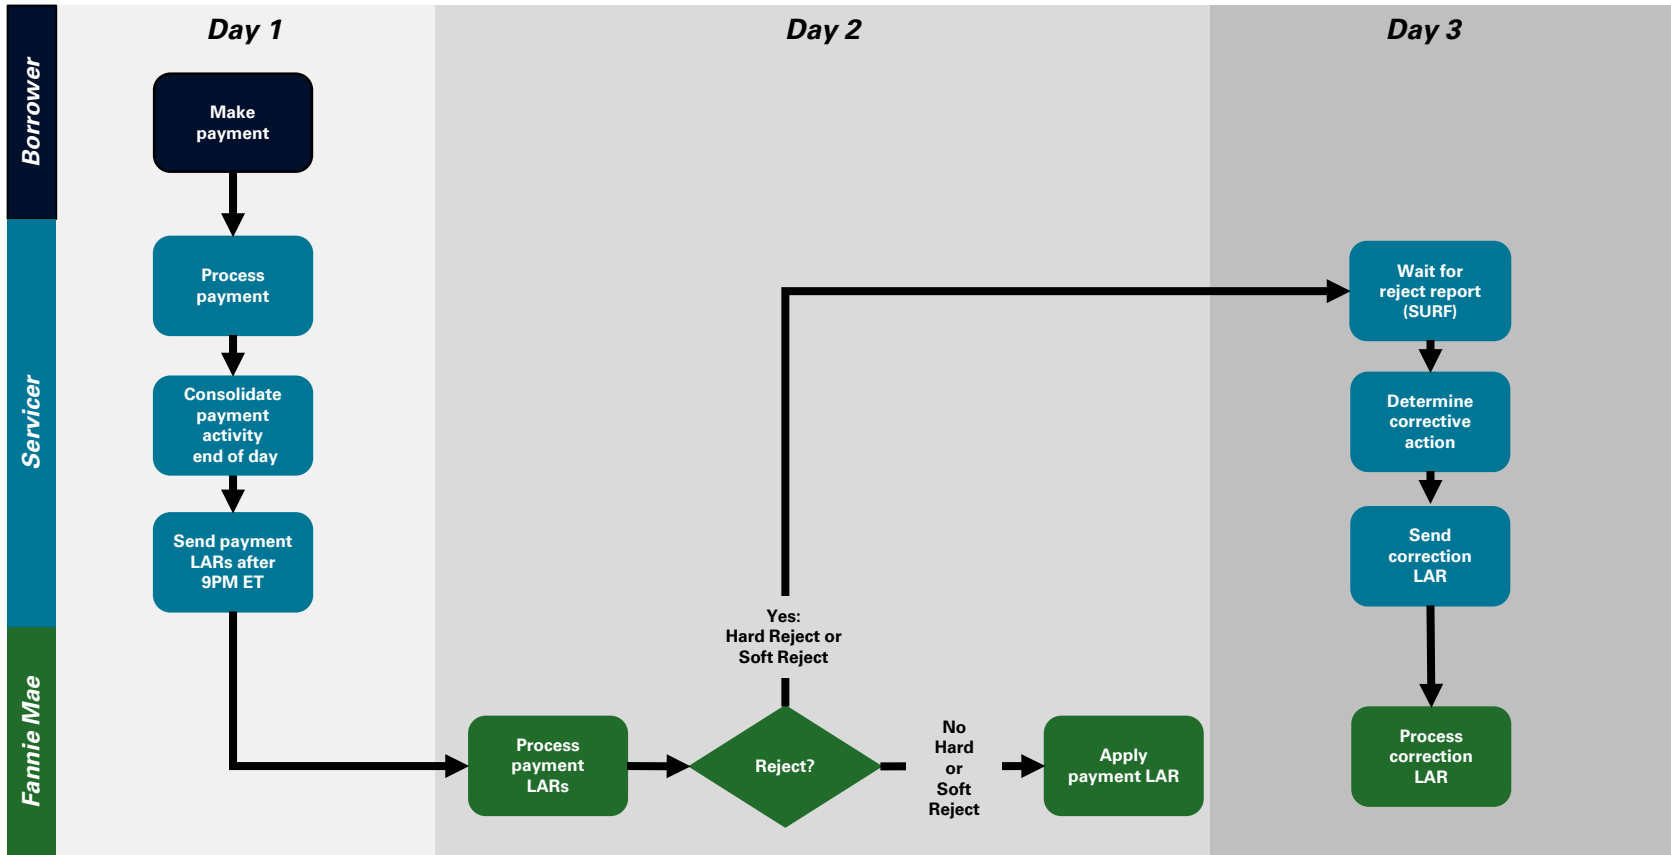 Day 1
Day 2
Day 3
Borrower
Servicer
Fannie Mae
Make
payment
Process
payment
Consolidate
payment
activity
end of day
Send payment
LARs after
9PM ET
Process
payment
LARs
Reject?
Yes:
Hard Reject or
Soft Reject
No
Hard
or
Soft
Reject
Apply
payment LAR
Wait for
reject report
(SURF)
Determine
corrective
action
Send
correction
LAR
Process
correction
LAR